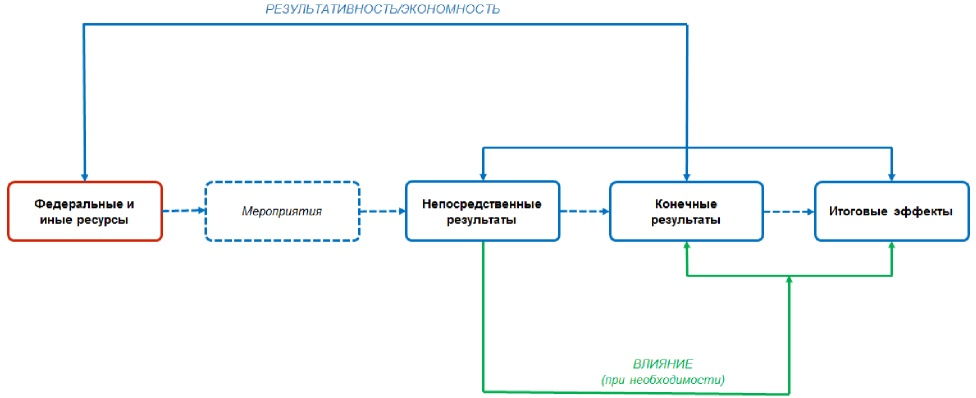 РЕЗУЛЬТАТИВНОСТЬ/ЭКОНОМНОСТЬ
Федеральные и
иные ресурсы
Мероприятия
Непосредственные
результаты
Конечные
результаты
Итоговые эффекты
ВЛИЯНИЕ
(при необходимости)